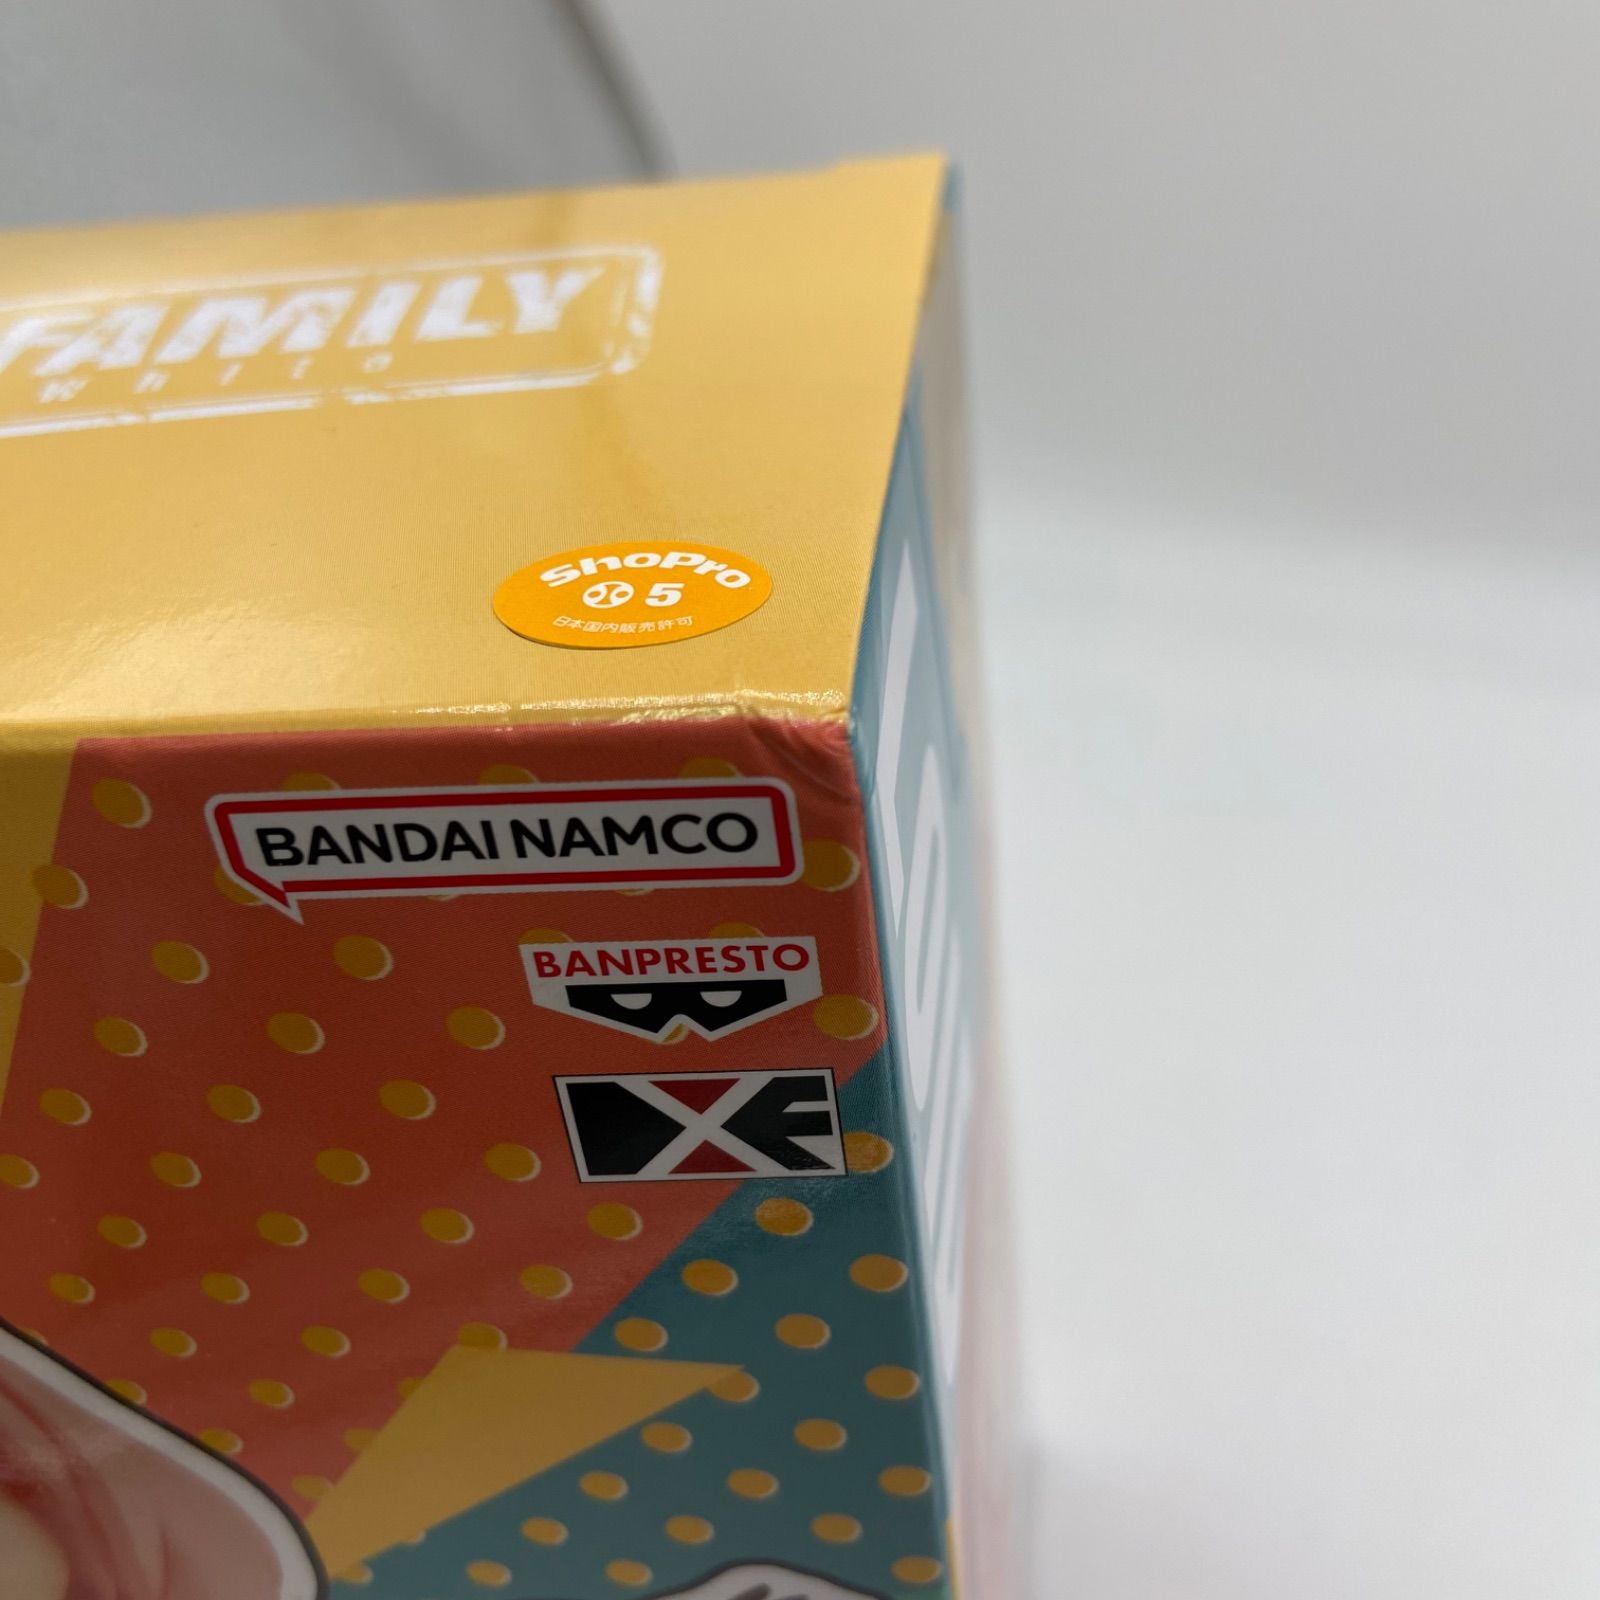 FAMILY
White
ShoPro
5
日本国内販売許可
BANDAI NAMCO
BANPRESTO